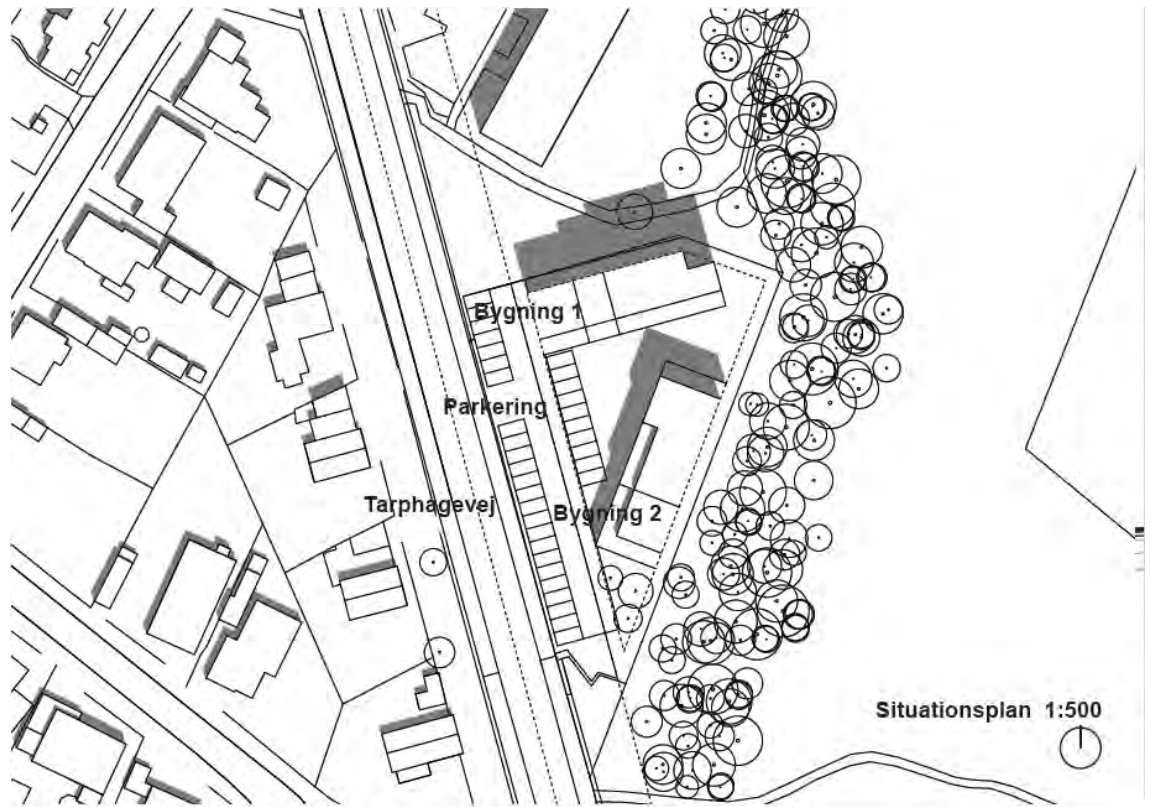 Bygning 1
Parkering
Tarphagevej
Bygning 2
Situationsplan 1:500